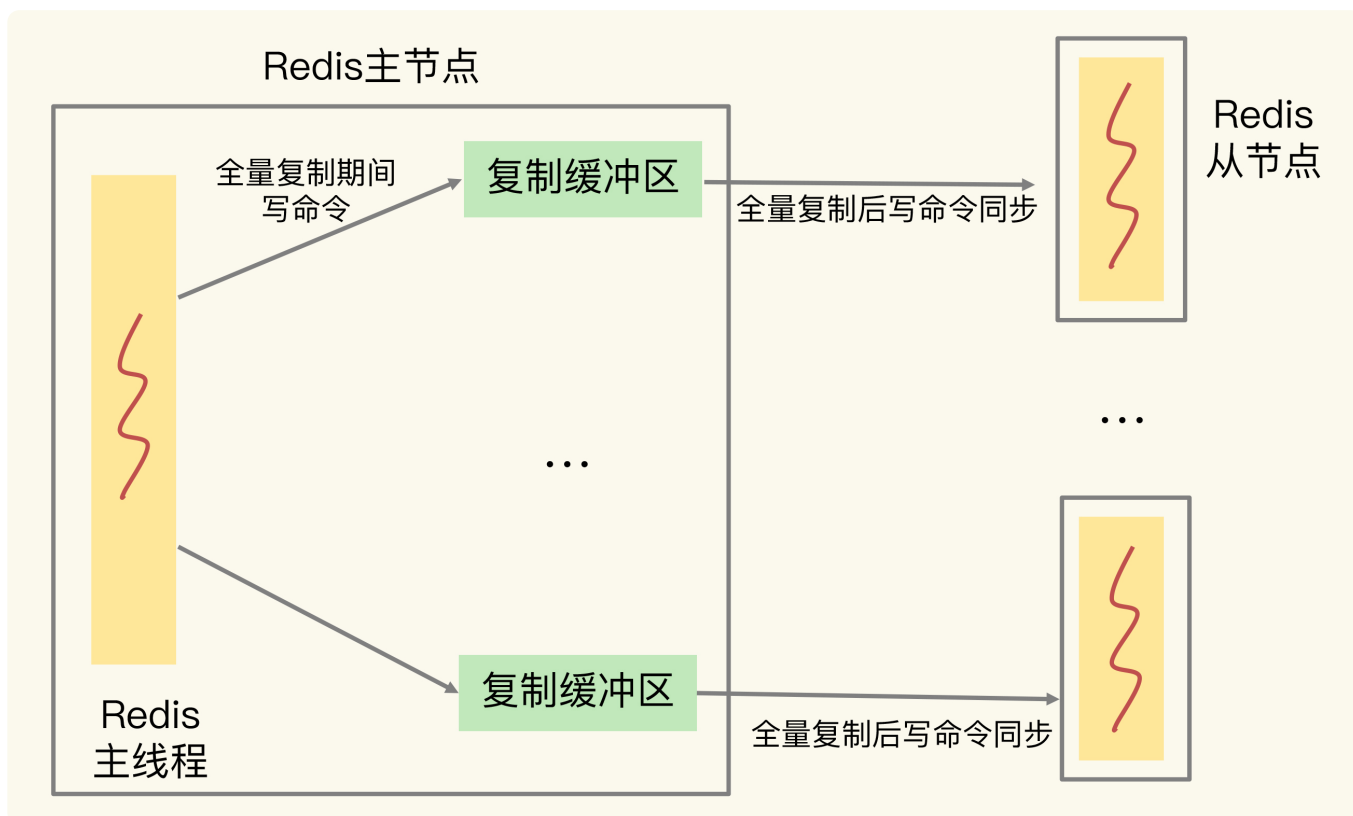 Redis主节点
Redis
从节点
全量复制期间
写命令
复制缓冲区
全量复制后写命令同步
...
...
复制缓冲区
全量复制后写命令同步
Redis
主线程